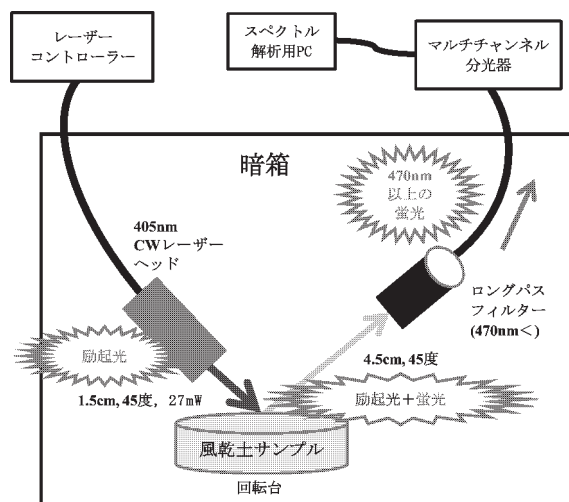 レーザー
コントローラー
スペクトル
解析用PC
マルチチャンネル
分光器
暗箱
470nm
以上の
蛍光
405nm
CWレーザー
ヘッド
ロングパス
フィルター
(470nm<)
励起光
4.5cm, 45度
1.5cm, 45度, 27mW
励起光+蛍光
風乾土サンプル
回転台